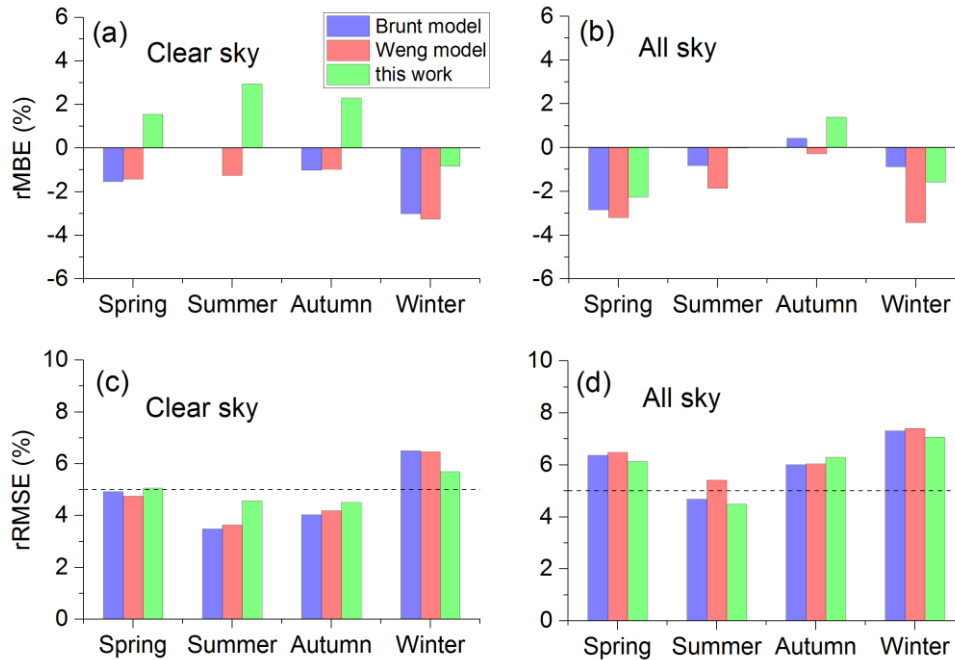 (a)
Clear sky
Brunt model
Weng model
this work
rMBE (%)
6
4
2
0
-2
-4
-6
Spring Summer Autumn Winter
(b)
All sky
6
4
2
0
-2
-4
-6
Spring Summer Autumn Winter
(c)
Clear sky
rRMSE (%)
10
8
6
4
2
0
Spring Summer Autumn Winter
(d)
All sky
10
8
6
4
2
0
Spring Summer Autumn Winter